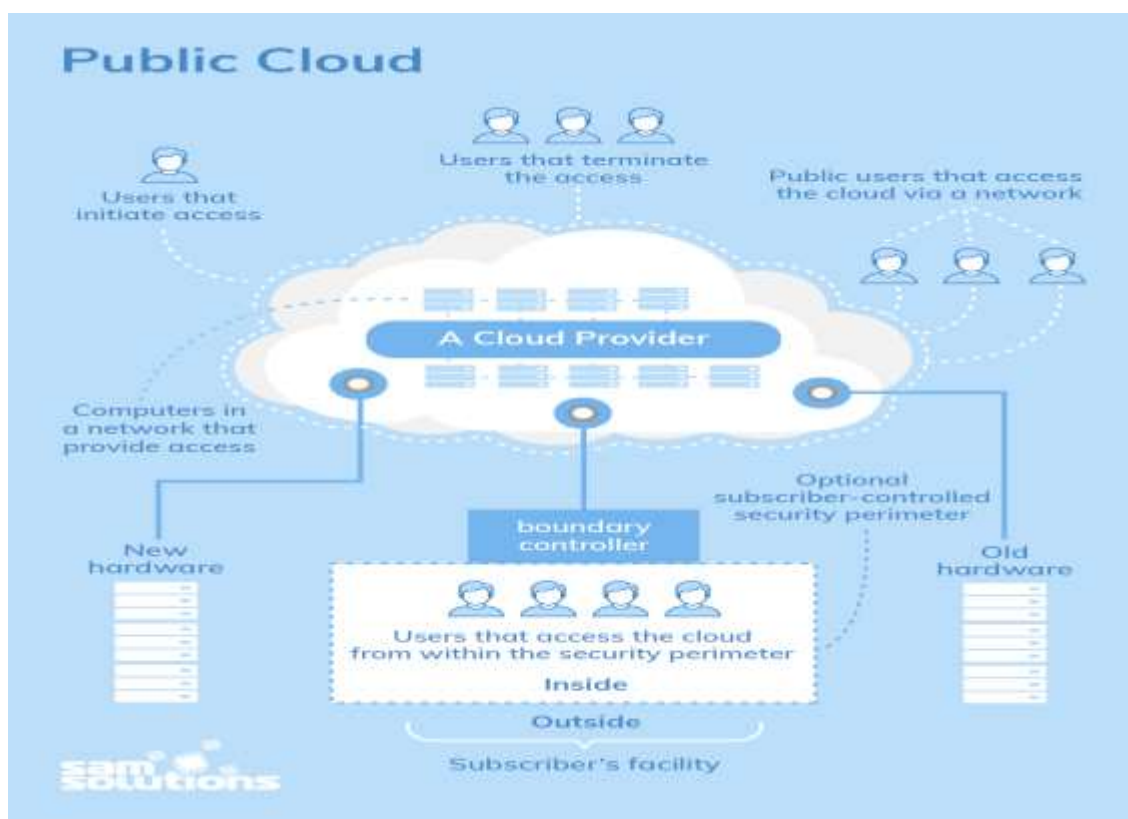 Public Cloud
Users that terminate
the access
Users that
initiate access
Public users that access
the cloud via a network
A Cloud Provider
Computers in
a network that
provide access
Optional
subscriber-controlled
security perimeter
boundary
controller
New
hardware
Old
hardware
Users that access the cloud
from within the security perimeter
Inside
Outside
Subscriber's facility
sam
solutions